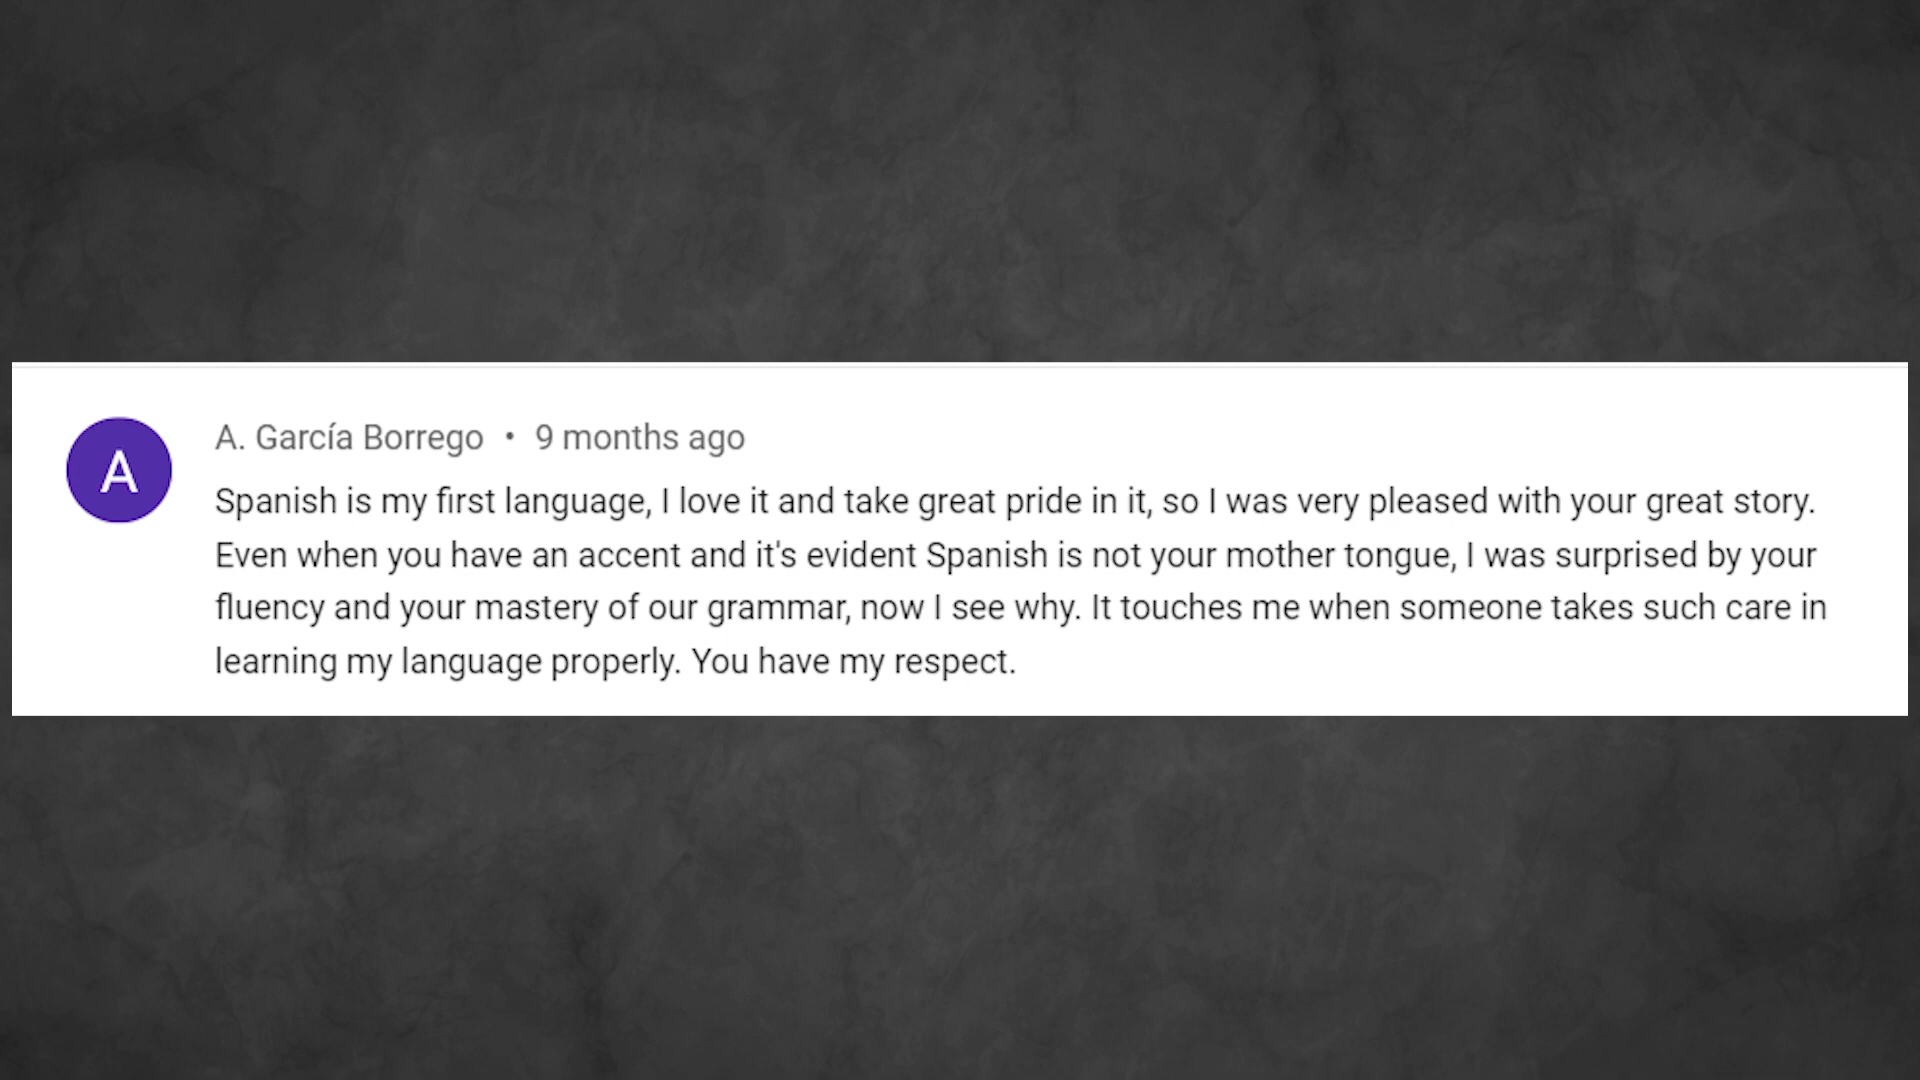 A
A. García Borrego • 9 months ago
Spanish is my first language, I love it and take great pride in it, so I was very pleased with your great story.
Even when you have an accent and it's evident Spanish is not your mother tongue, I was surprised by your
fluency and your mastery of our grammar, now I see why. It touches me when someone takes such care in
learning my language properly. You have my respect.